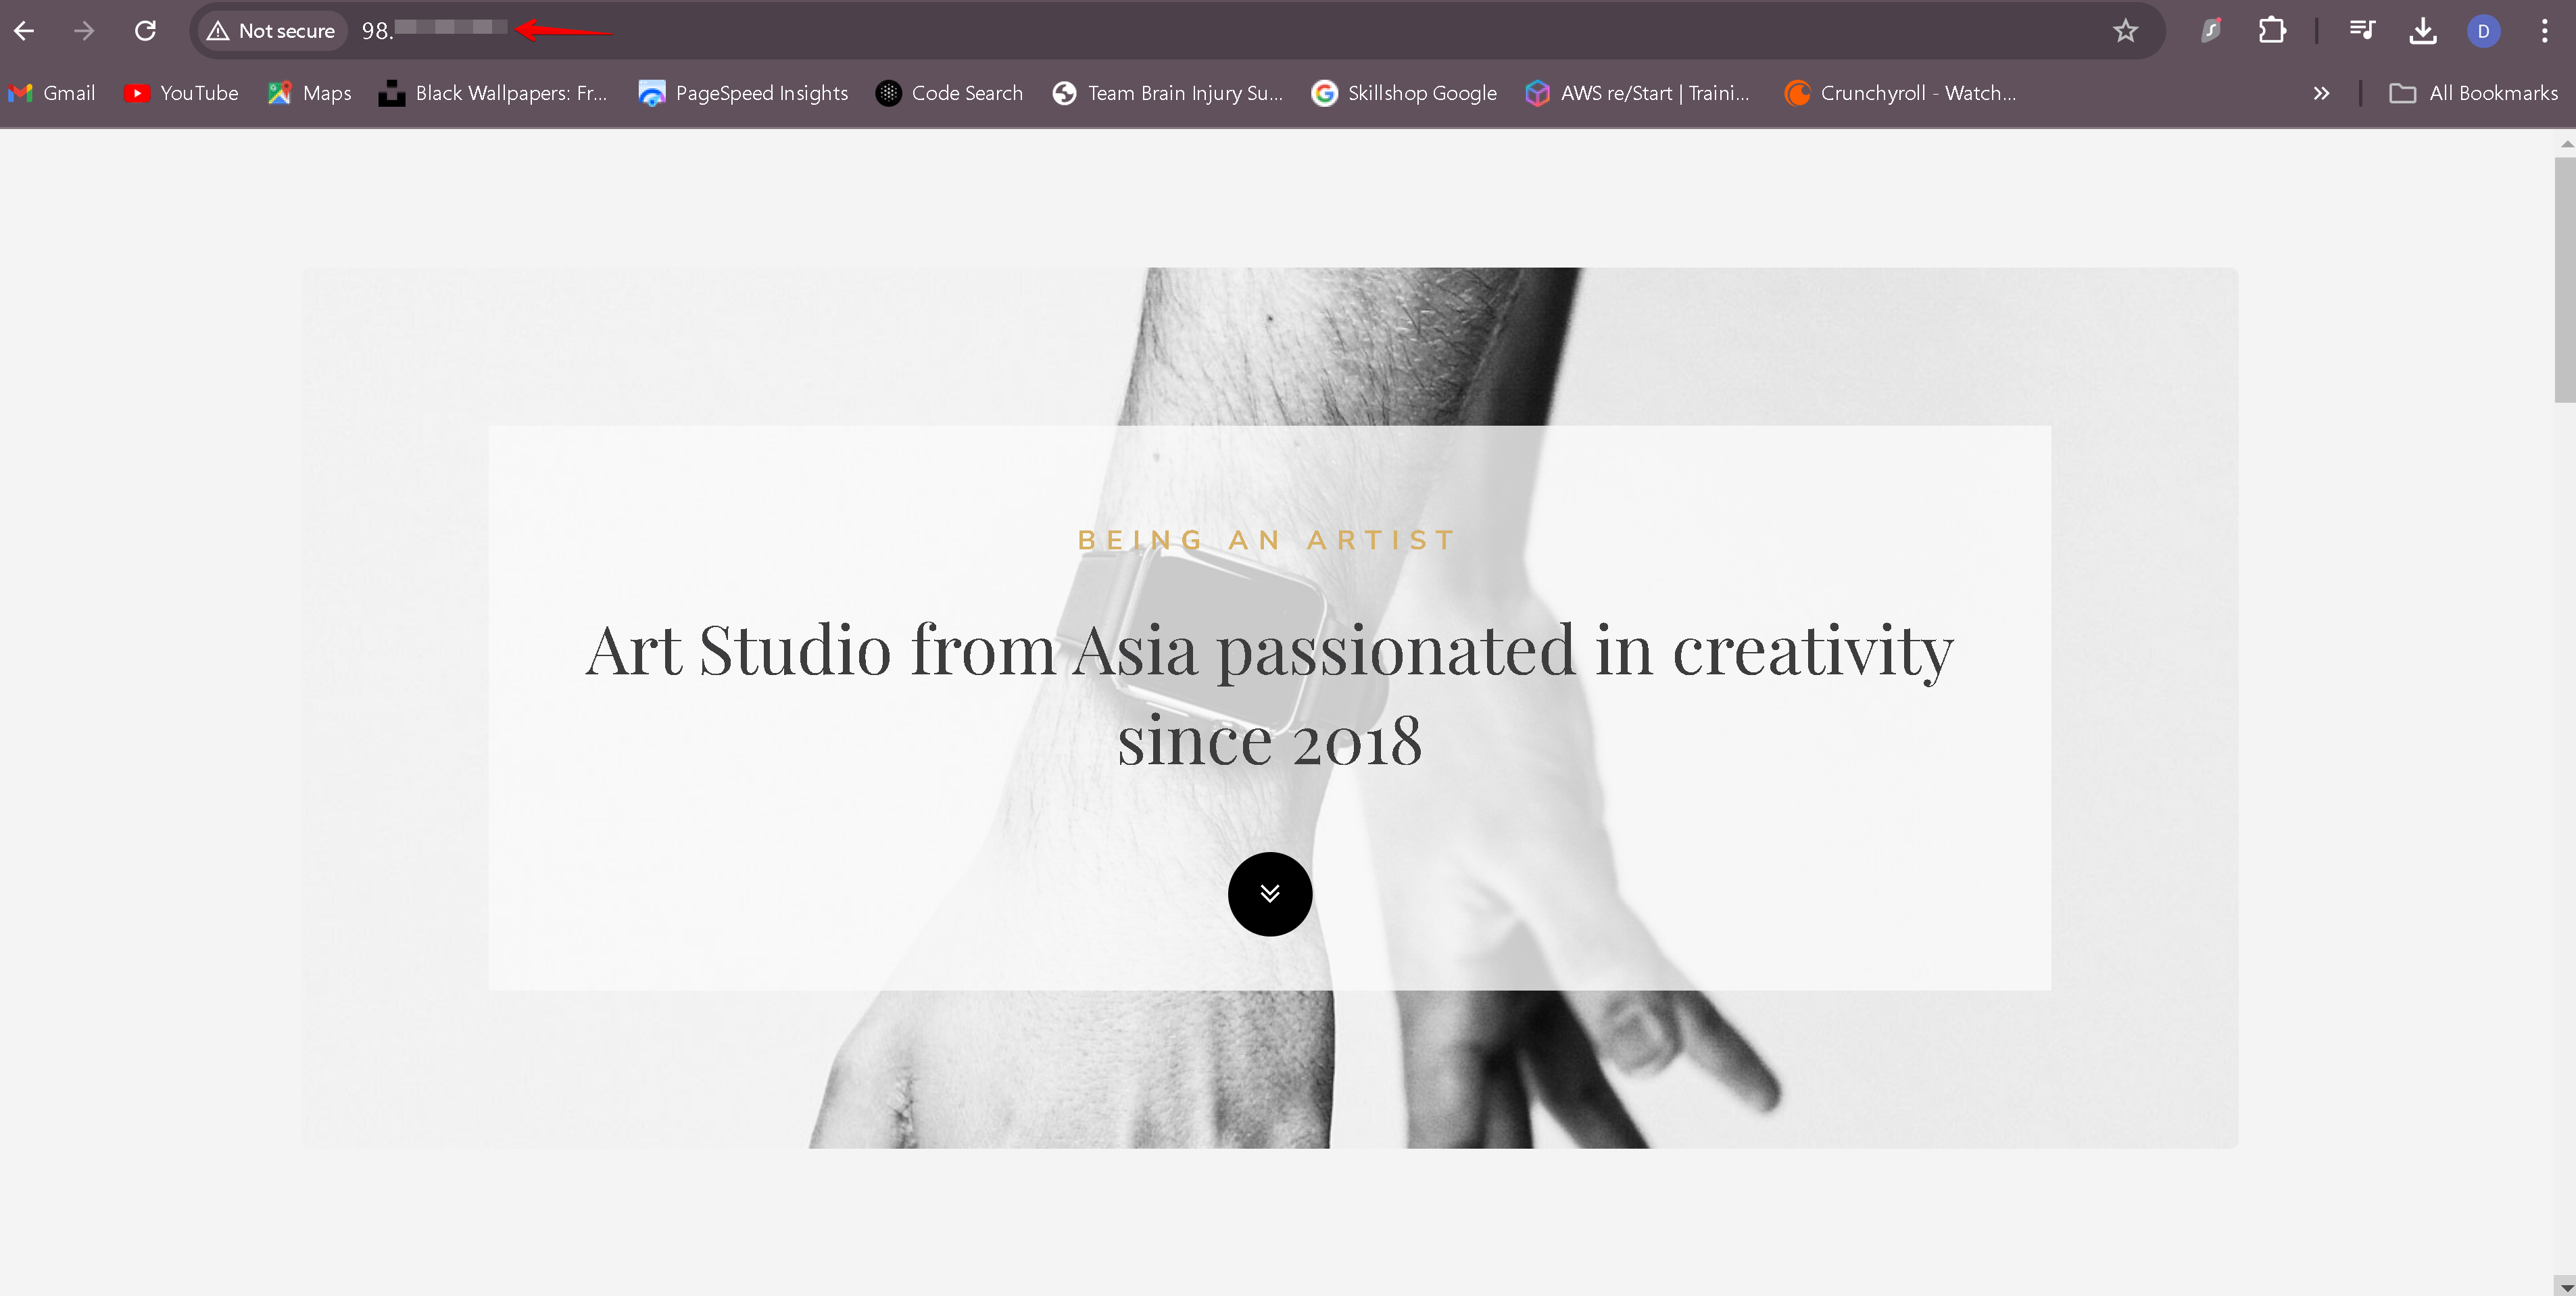 Not secure 98.
Gmail YouTube Maps Black Wallpapers: Fr... PageSpeed Insights Code Search Team Brain Injury Su... Skillshop Google AWS re/Start | Traini... Crunchyroll - Watch... All Bookmarks
D
BEING AN ARTIST
Art Studio from Asia passionated in creativity
since 2018